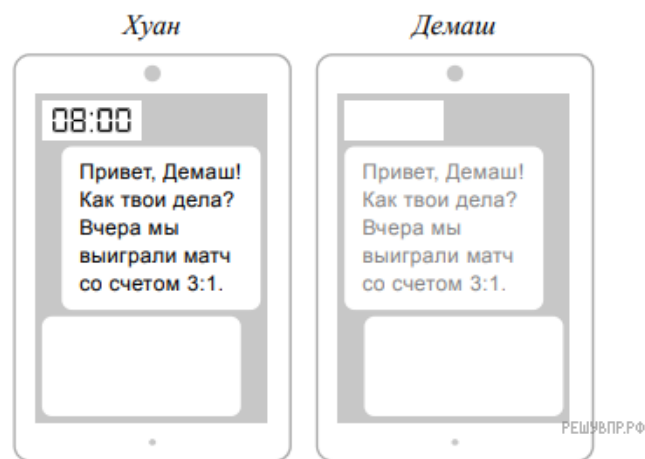 Хуан
08:00
Привет, Демаш!
Как твои дела?
Вчера мы
выиграли матч
со счетом 3:1.
Демаш
Привет, Демаш!
Как твои дела?
Вчера мы
выиграли матч
со счетом 3:1.
РЕШУВПР.РФ